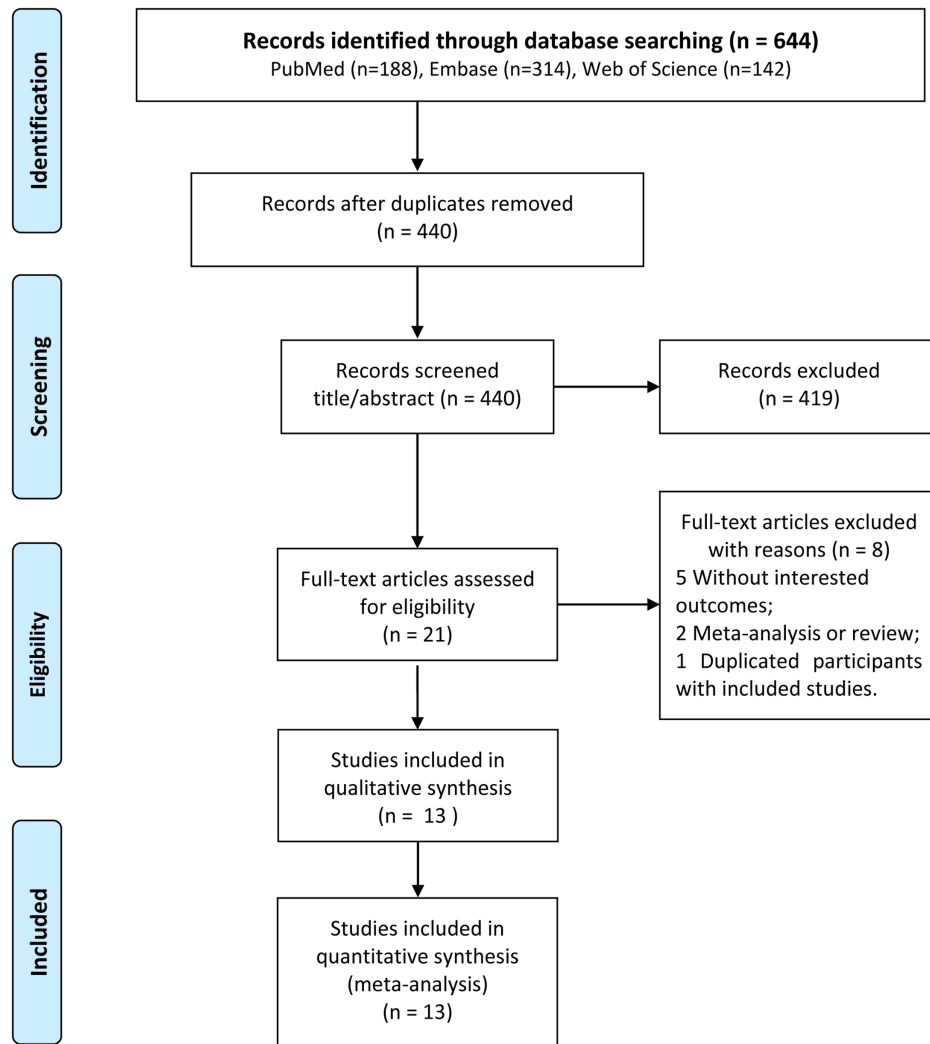 Identification
Records identified through database searching (n = 644)
PubMed (n=188), Embase (n=314), Web of Science (n=142)
Records after duplicates removed
(n = 440)
Screening
Records screened
title/abstract (n = 440)
Records excluded
(n = 419)
Eligibility
Full-text articles assessed
for eligibility
(n = 21)
Full-text articles excluded
with reasons (n = 8)
5 Without interested
outcomes;
2 Meta-analysis or review;
1 Duplicated participants
with included studies.
Studies included in
qualitative synthesis
(n = 13 )
Included
Studies included in
quantitative synthesis
(meta-analysis)
(n = 13)